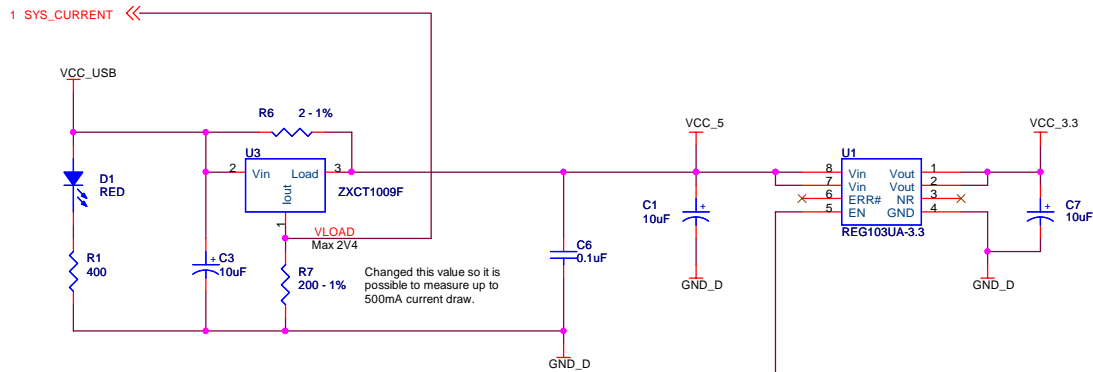 1 SYS_CURRENT
VCC_USB
R6 2 - 1%
VCC_5
VCC_3.3
U3
U1
2 Vin Load 3
Iout
1
ZXCT1009F
D1
RED
8 Vin Vout 1
7 Vin Vout 2
6 ERR# NR 3
5 EN GND 4
REG103UA-3.3
C1
10uF
+
C7
10uF
+
VLOAD
Max 2V4
R1
400
C3
10uF
+
R7
200 - 1%
Changed this value so it is
possible to measure up to
500mA current draw.
C6
0.1uF
GND_D
GND_D
GND_D